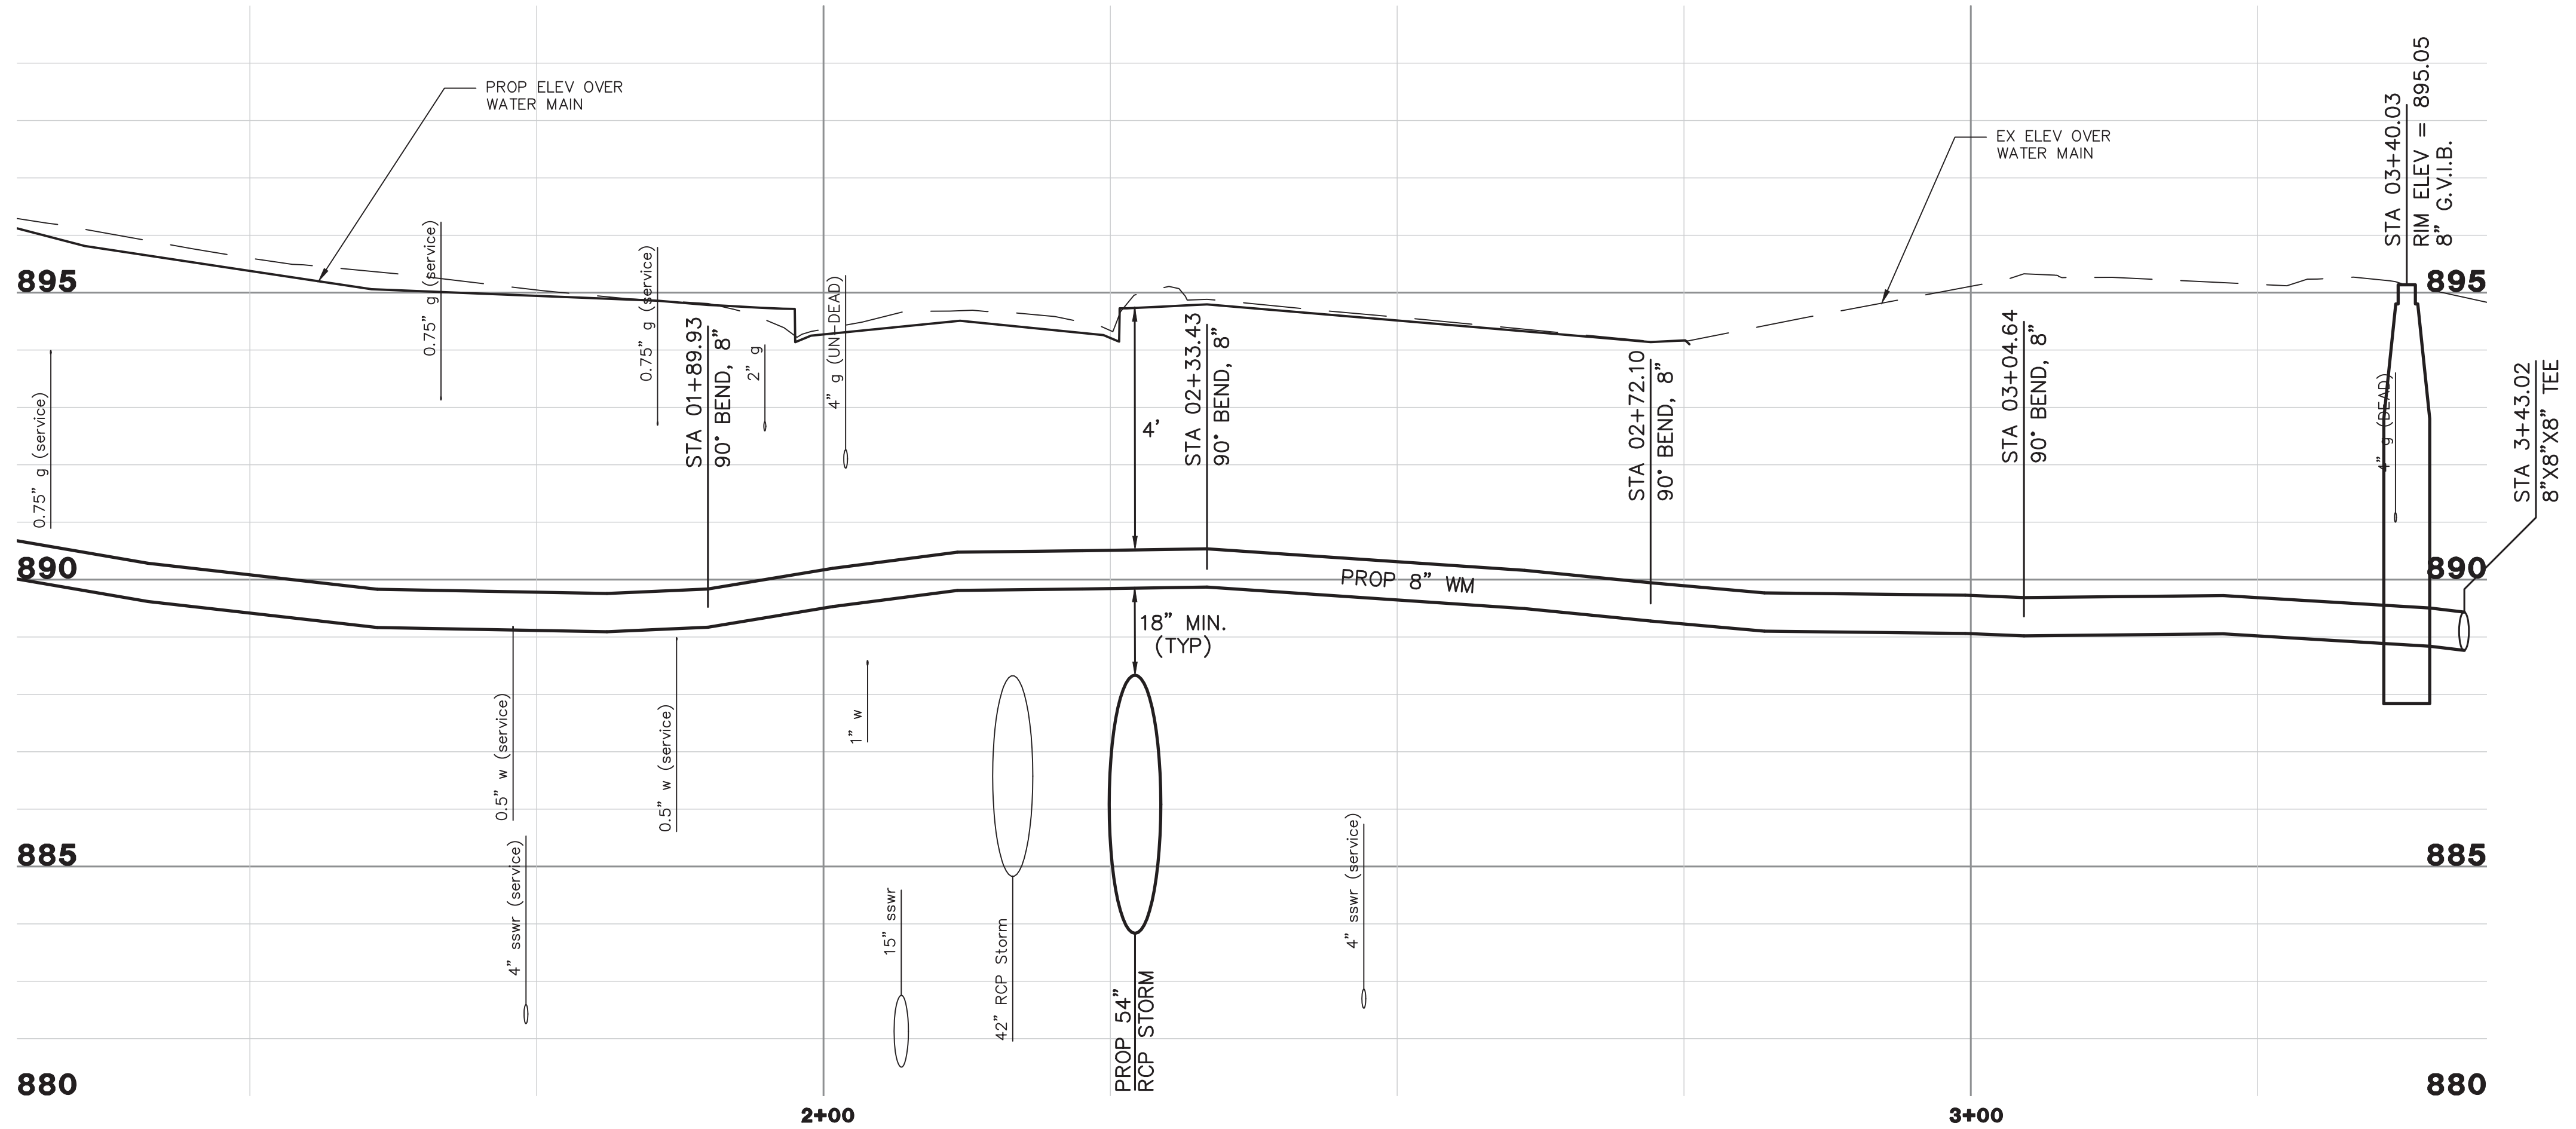 PROP ELEV OVER
WATER MAIN
EX ELEV OVER
WATER MAIN
STA 03+40.03
RIM ELEV = 895.05
8" G.V.I.B.
895
895
0.75" g (service)
0.75" g (service)
0.75" g (service)
STA 01+89.93
90° BEND, 8"
2" g
4" g (UN-DEAD)
4'
STA 02+33.43
90° BEND, 8"
STA 02+72.10
90° BEND, 8"
STA 03+04.64
90° BEND, 8"
4" g (DEAD)
STA 3+43.02
8"X8"X8" TEE
890
890
PROP 8" WM
18" MIN.
(TYP)
0.5" w (service)
0.5" w (service)
1" w
885
885
4" sswr (service)
15" sswr
42" RCP Storm
PROP 54"
RCP STORM
4" sswr (service)
880
880
2+00
3+00